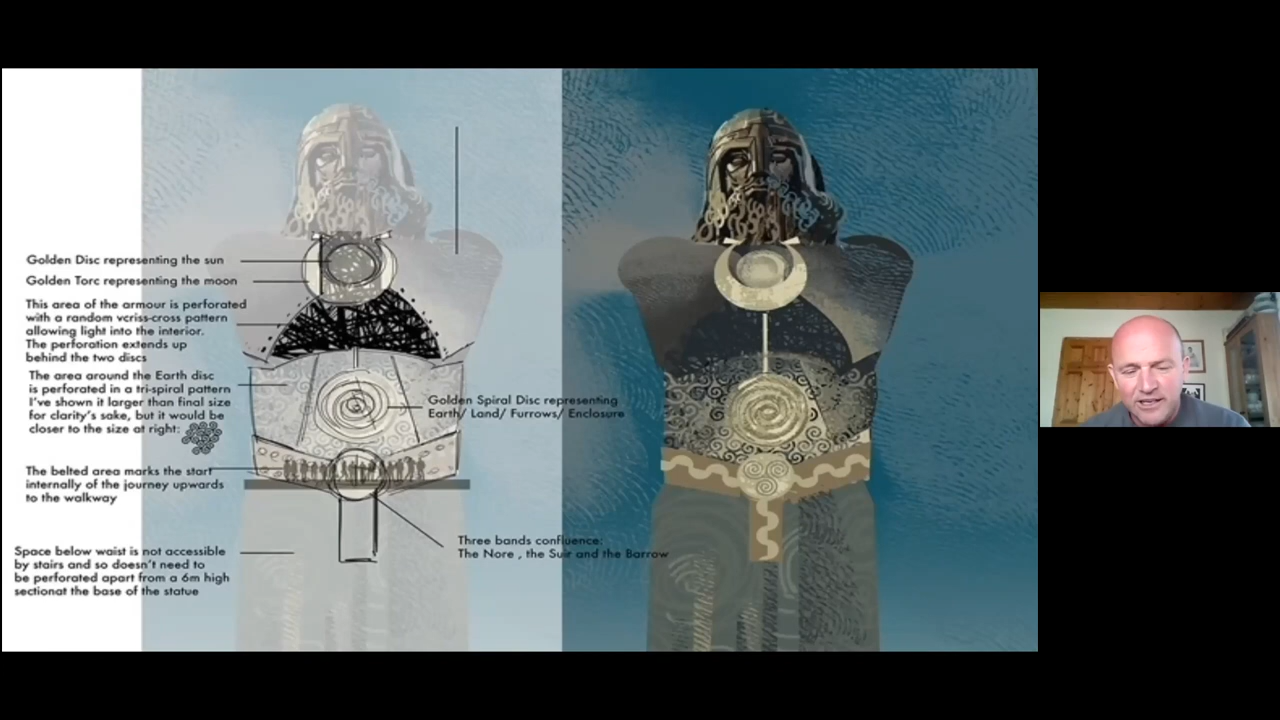 Golden Disc representing the sun
Golden Torc representing the moon
This area of the armour is perforated
with a random vcriss-cross pattern
allowing light into the interior.
The perforation extends up
behind the two discs
The area around the Earth disc
is perforated in a tri-spiral pattern
I've shown it larger than final size
for clarity's sake, but it would be
closer to the size at right:
Golden Spiral Disc representing
Earth/ Land/ Furrows/ Enclosure
The belted area marks the start
internally of the journey upwards
to the walkway
Three bands confluence:
The Nore , the Suir and the Barrow
Space below waist is not accessible
by stairs and so doesn't need to
be perforated apart from a 6m high
sectionat the base of the statue